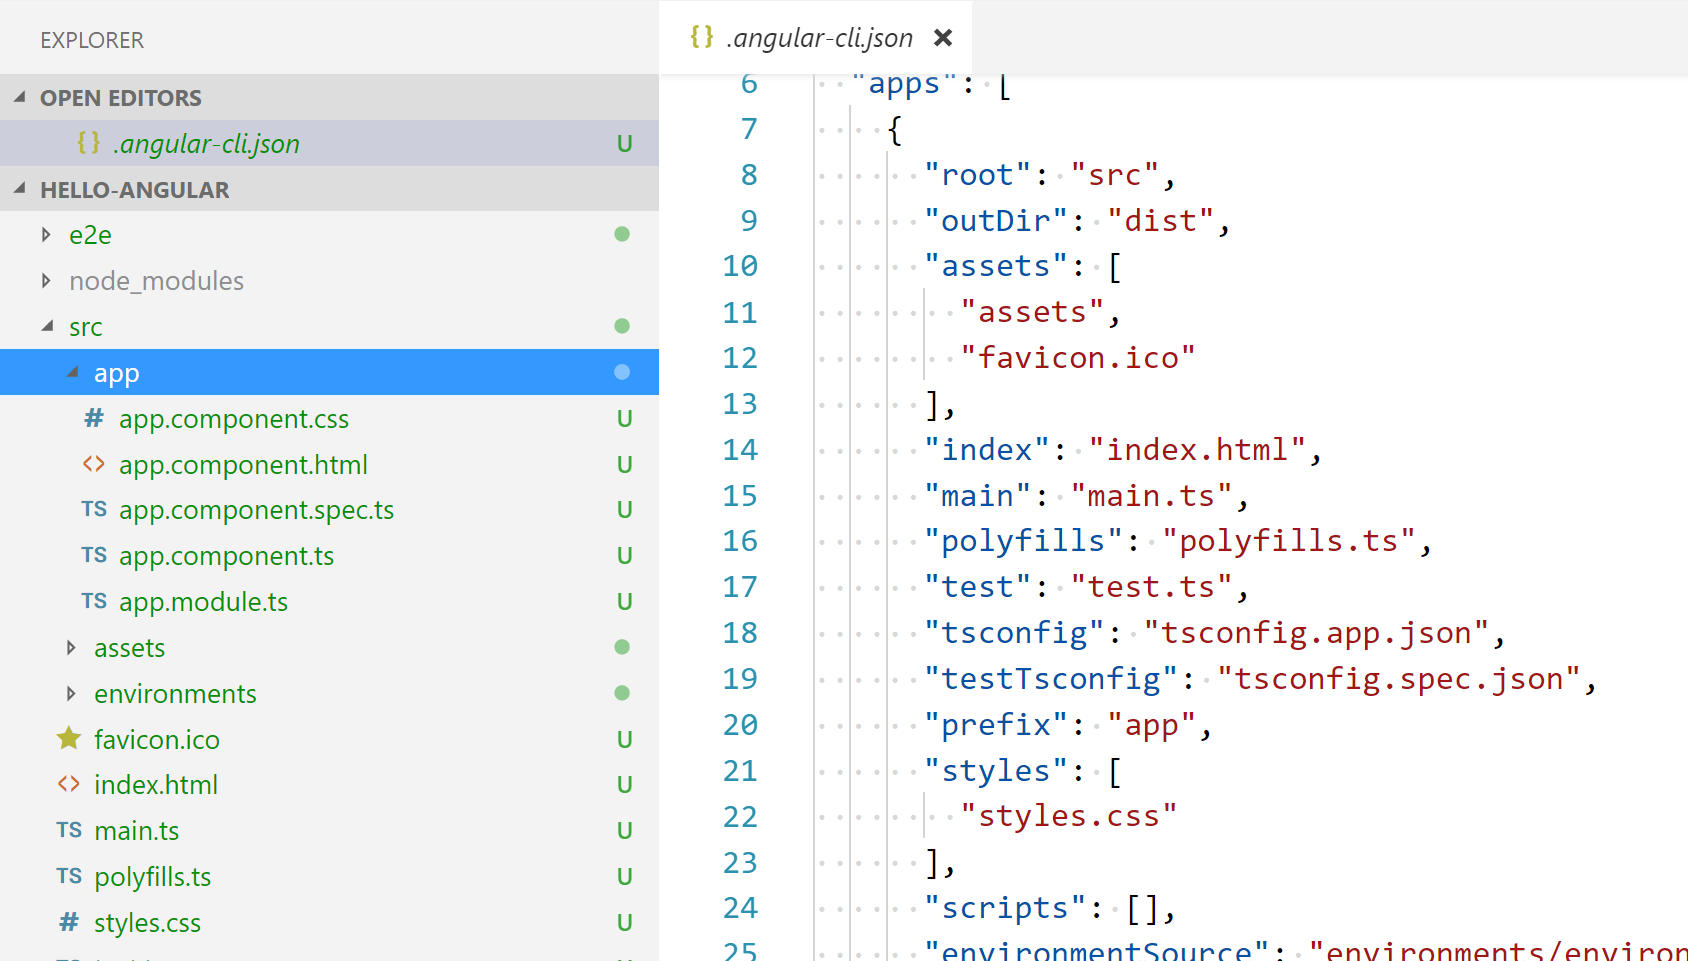 EXPLORER
OPEN EDITORS
{} .angular-cli.json U
HELLO-ANGULAR
e2e
node_modules
src
app
# app.component.css U
<> app.component.html U
TS app.component.spec.ts U
TS app.component.ts U
TS app.module.ts U
assets
environments
favicon.ico U
<> index.html U
TS main.ts U
TS polyfills.ts U
# styles.css U
{} .angular-cli.json ×
6 "apps": [
7 {
8 "root": "src",
9 "outDir": "dist",
10 "assets": [
11 "assets",
12 "favicon.ico"
13 ],
14 "index": "index.html",
15 "main": "main.ts",
16 "polyfills": "polyfills.ts",
17 "test": "test.ts",
18 "tsconfig": "tsconfig.app.json",
19 "testTsconfig": "tsconfig.spec.json",
20 "prefix": "app",
21 "styles": [
22 "styles.css"
23 ],
24 "scripts": [],
25 "environmentSource": "environments/environ